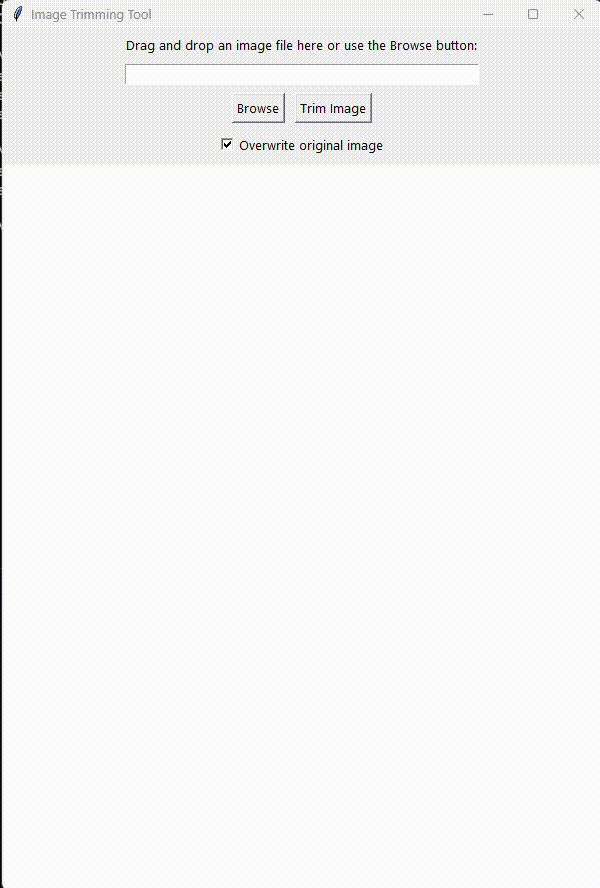 Image Trimming Tool
Drag and drop an image file here or use the Browse button:
Browse Trim Image
Overwrite original image